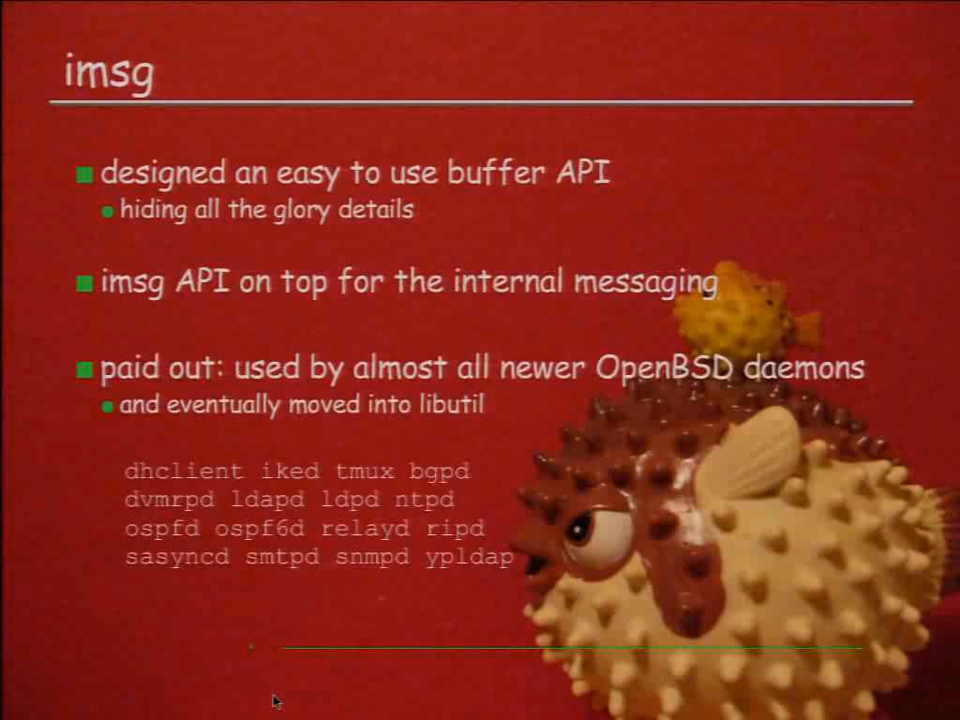 imsg
designed an easy to use buffer API
hiding all the glory details
imsg API on top for the internal messaging
paid out: used by almost all newer OpenBSD daemons
and eventually moved into libutil
dhclient iked tmux bgpd
dvmrpd ldapd ldpd ntpd
ospfd ospf6d relayd ripd
sasyncd smtpd snmpd ypldap